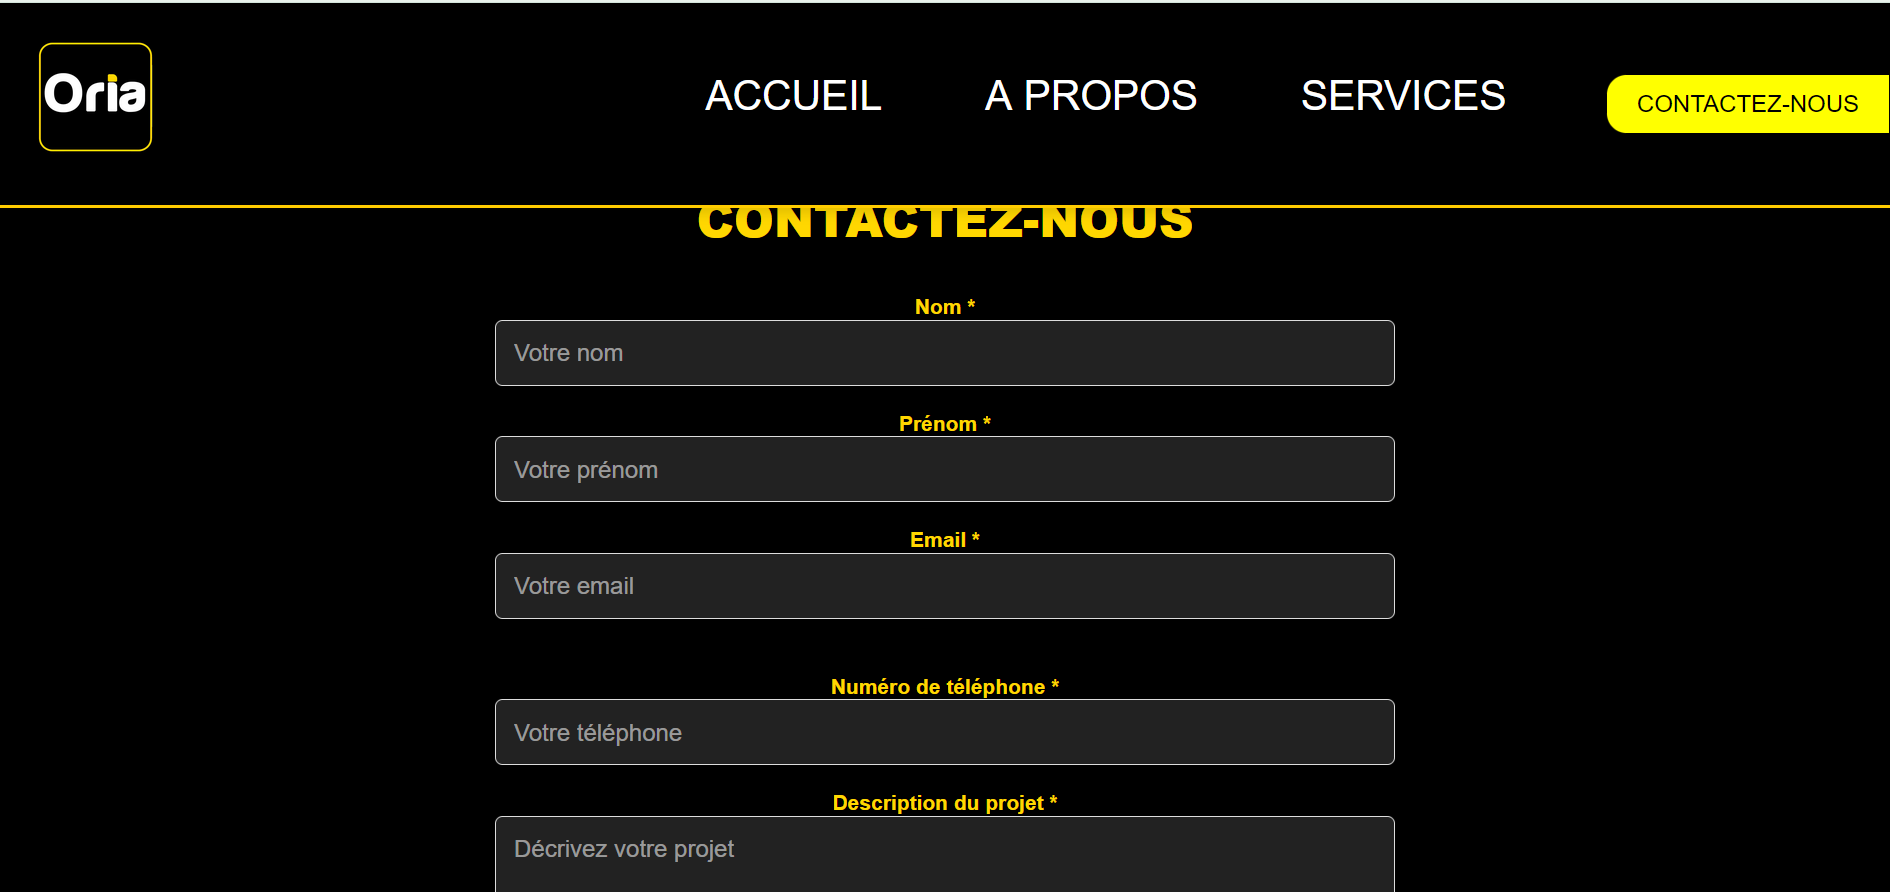 Oria
ACCUEIL
A PROPOS
SERVICES
CONTACTEZ-NOUS
CONTACTEZ-NOUS
Nom *
Votre nom
Prénom *
Votre prénom
Email *
Votre email
Numéro de téléphone *
Votre téléphone
Description du projet *
Décrivez votre projet